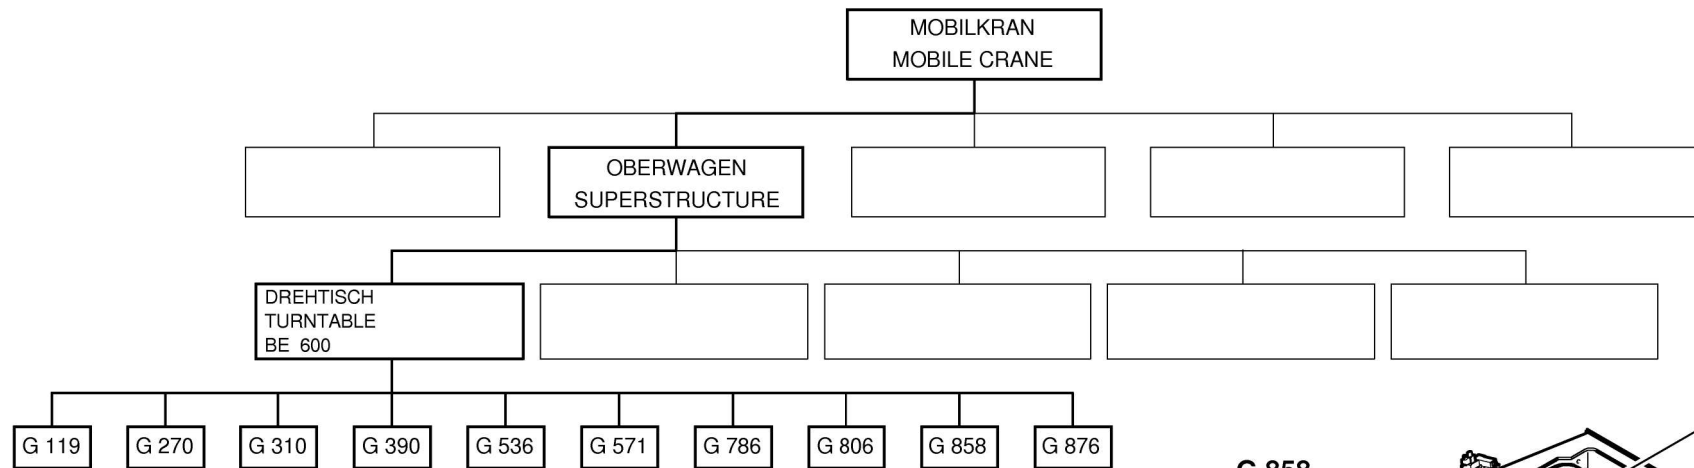 MOBILKRAN
MOBILE CRANE
OBERWAGEN
SUPERSTRUCTURE
DREHTISCH
TURNTABLE
BE 600
G 119 G 270 G 310 G 390 G 536 G 571 G 786 G 806 G 858 G 876
G 858